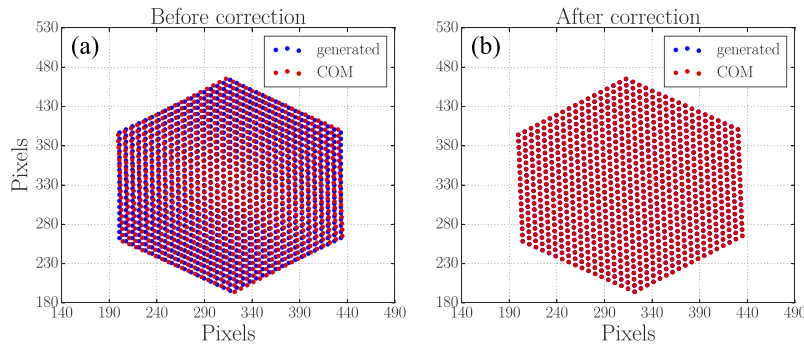 Before correction
(a)
generated
COM
530
480
430
380
330
280
230
180
Pixels
140 190 240 290 340 390 440 490
Pixels
After correction
(b)
generated
COM
530
480
430
380
330
280
230
180
140 190 240 290 340 390 440 490
Pixels